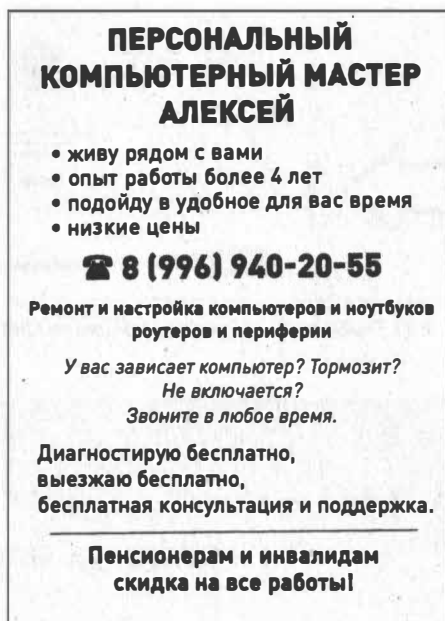 ПЕРСОНАЛЬНЫЙ
КОМПЬЮТЕРНЫЙ МАСТЕР
АЛЕКСЕЙ
• живу рядом с вами
• опыт работы более 4 лет
• подойду в удобное для вас время
• низкие цены
☎ 8 (996) 940-20-55
Ремонт и настройка компьютеров и ноутбуков
роутеров и периферии
У вас зависает компьютер? Тормозит?
Не включается?
Звоните в любое время.
Диагностирую бесплатно,
выезжаю бесплатно,
бесплатная консультация и поддержка.
Пенсионерам и инвалидам
скидка на все работы!